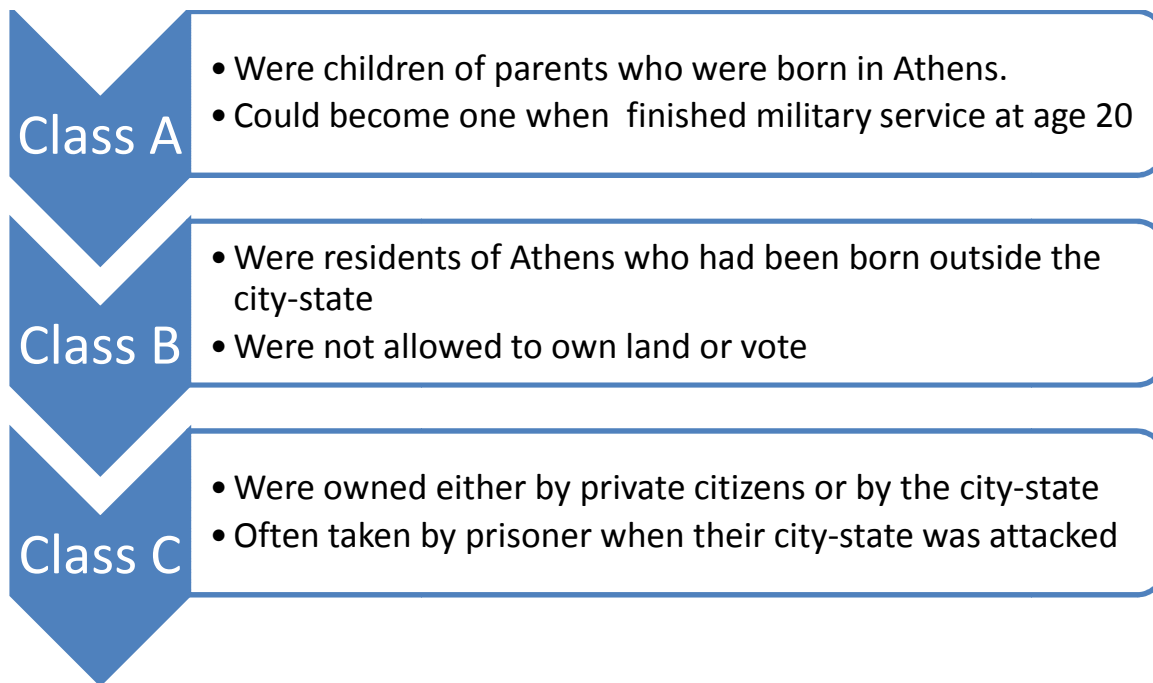 Class A
• Were children of parents who were born in Athens.
• Could become one when finished military service at age 20
Class B
• Were residents of Athens who had been born outside the
city-state
• Were not allowed to own land or vote
Class C
• Were owned either by private citizens or by the city-state
• Often taken by prisoner when their city-state was attacked